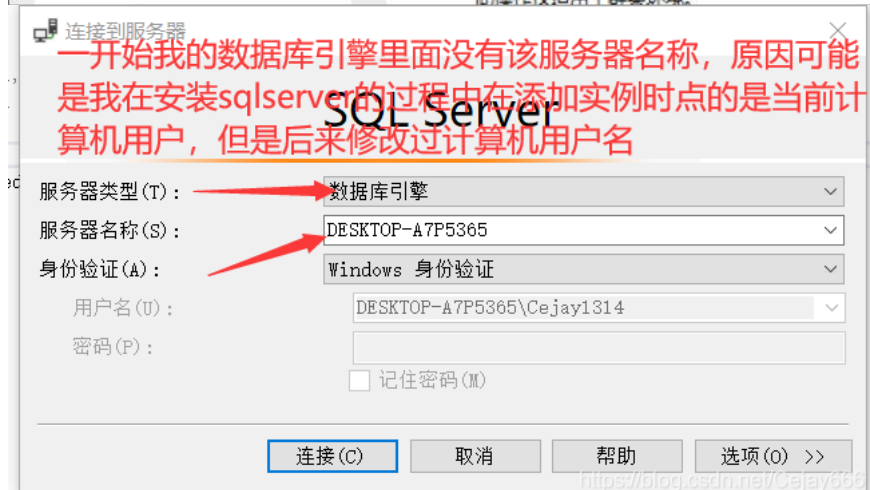 连接到服务器
一开始我的数据库引擎里面没有该服务器名称，原因可能
是我在安装sqlserver的过程中在添加实例时点的是当前计
算机用户，但是后来修改过计算机用户名
SQL Server
服务器类型(T)： 数据库引擎
服务器名称(S)： DESKTOP-A7P5365
身份验证(A)： Windows 身份验证
用户名(U)： DESKTOP-A7P5365\Cejay1314
密码(P)：
记住密码(M)
连接(C) 取消 帮助 选项(O) >>
https://blog.csdn.net/Cejay666